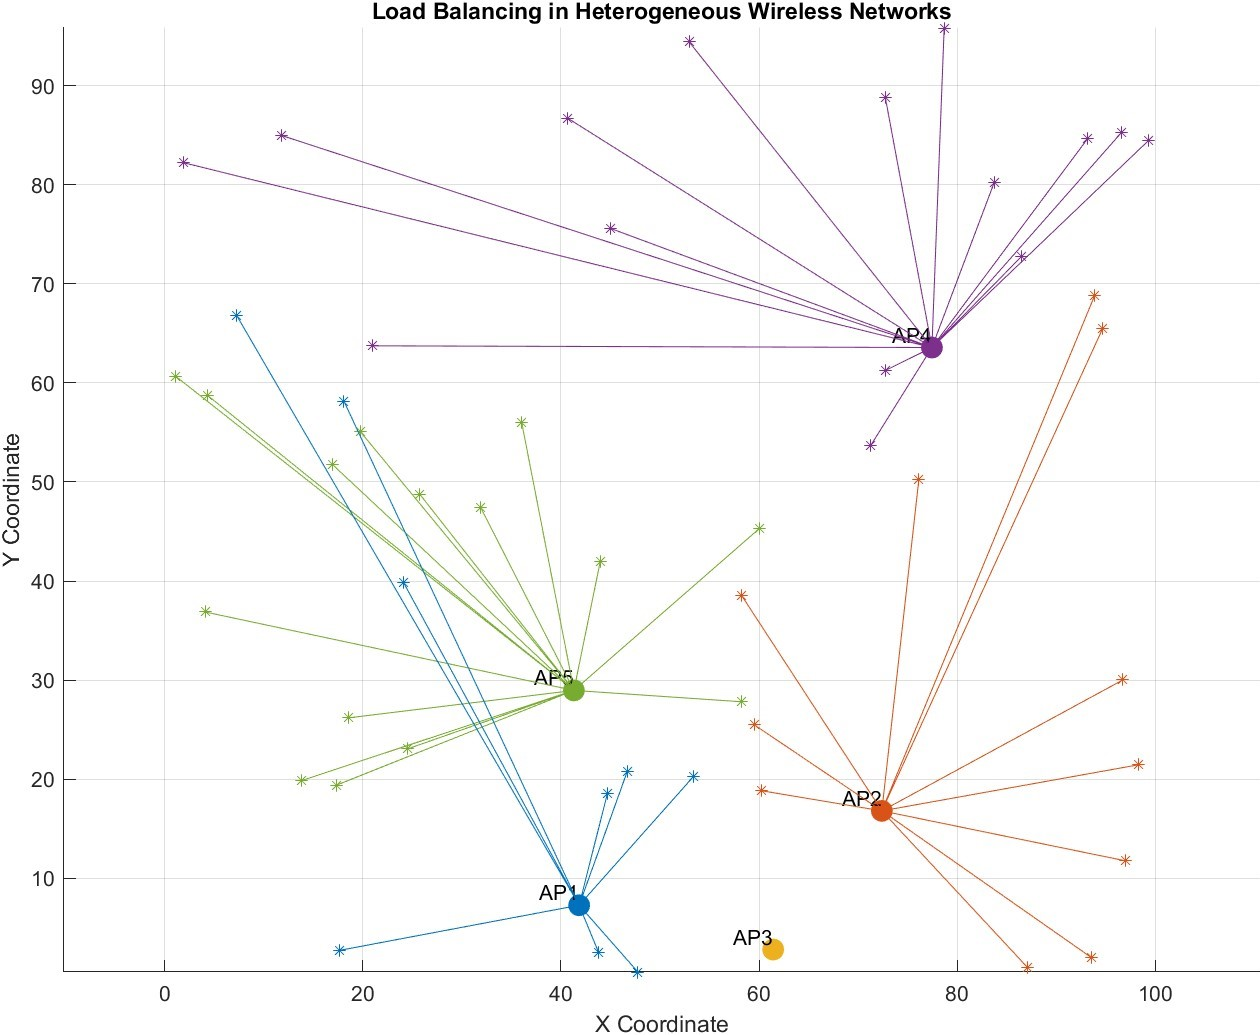 Load Balancing in Heterogeneous Wireless Networks
90
80
70
60
50
40
30
20
10
Y Coordinate
AP4
AP5
AP2
AP1
AP3
0
20
40
60
80
100
X Coordinate